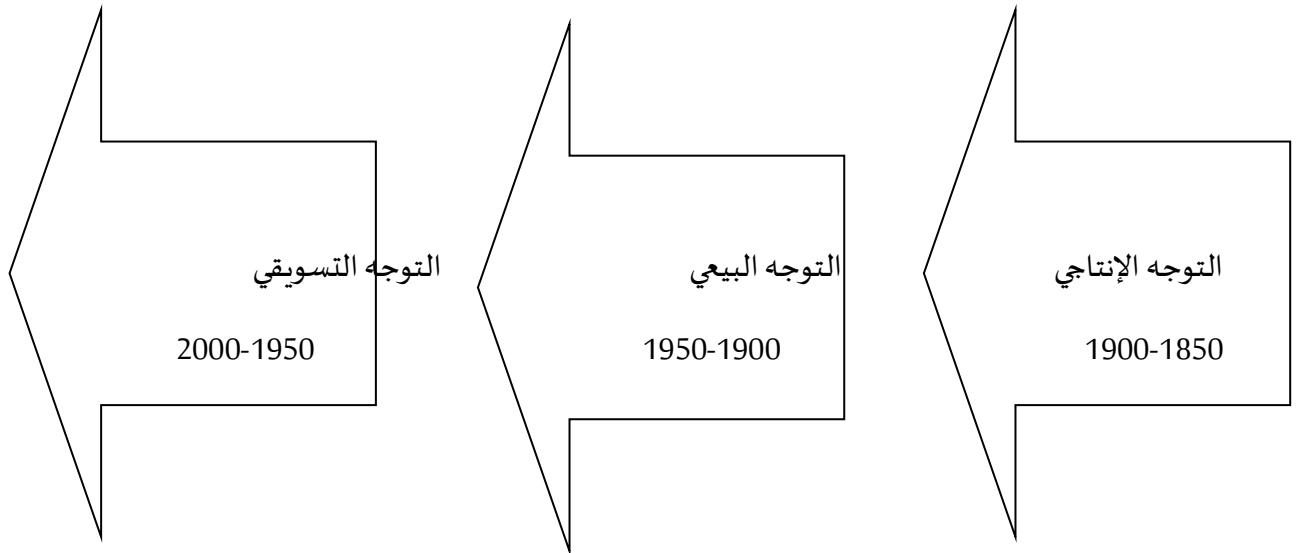 التوجه الإنتاجي
1900-1850
التوجه البيعي
1950-1900
التوجه التسويقي
2000-1950